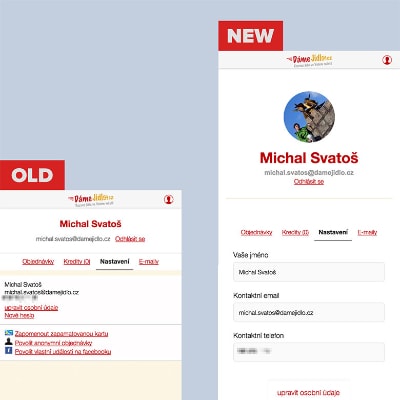 NEW
DámeJídlo.cz
Michal Svatoš
michal.svatos@damejidlo.cz
Odhlásit se
Objednávky Kredity (0) Nastavení E-maily
Vaše jméno
Michal Svatoš
Kontaktní email
michal.svatos@damejidlo.cz
Kontaktní telefon
upravit osobní údaje
OLD
DámeJídlo.cz
Michal Svatoš
michal.svatos@damejidlo.cz Odhlásit se
Objednávky Kredity (0) Nastavení E-maily
Michal Svatoš
michal.svatos@damejidlo.cz
upravit osobní údaje
Nové heslo
Zapomenout zapamatovanou kartu
Povolit anonymní objednávky
Povolit vlastní události na facebooku